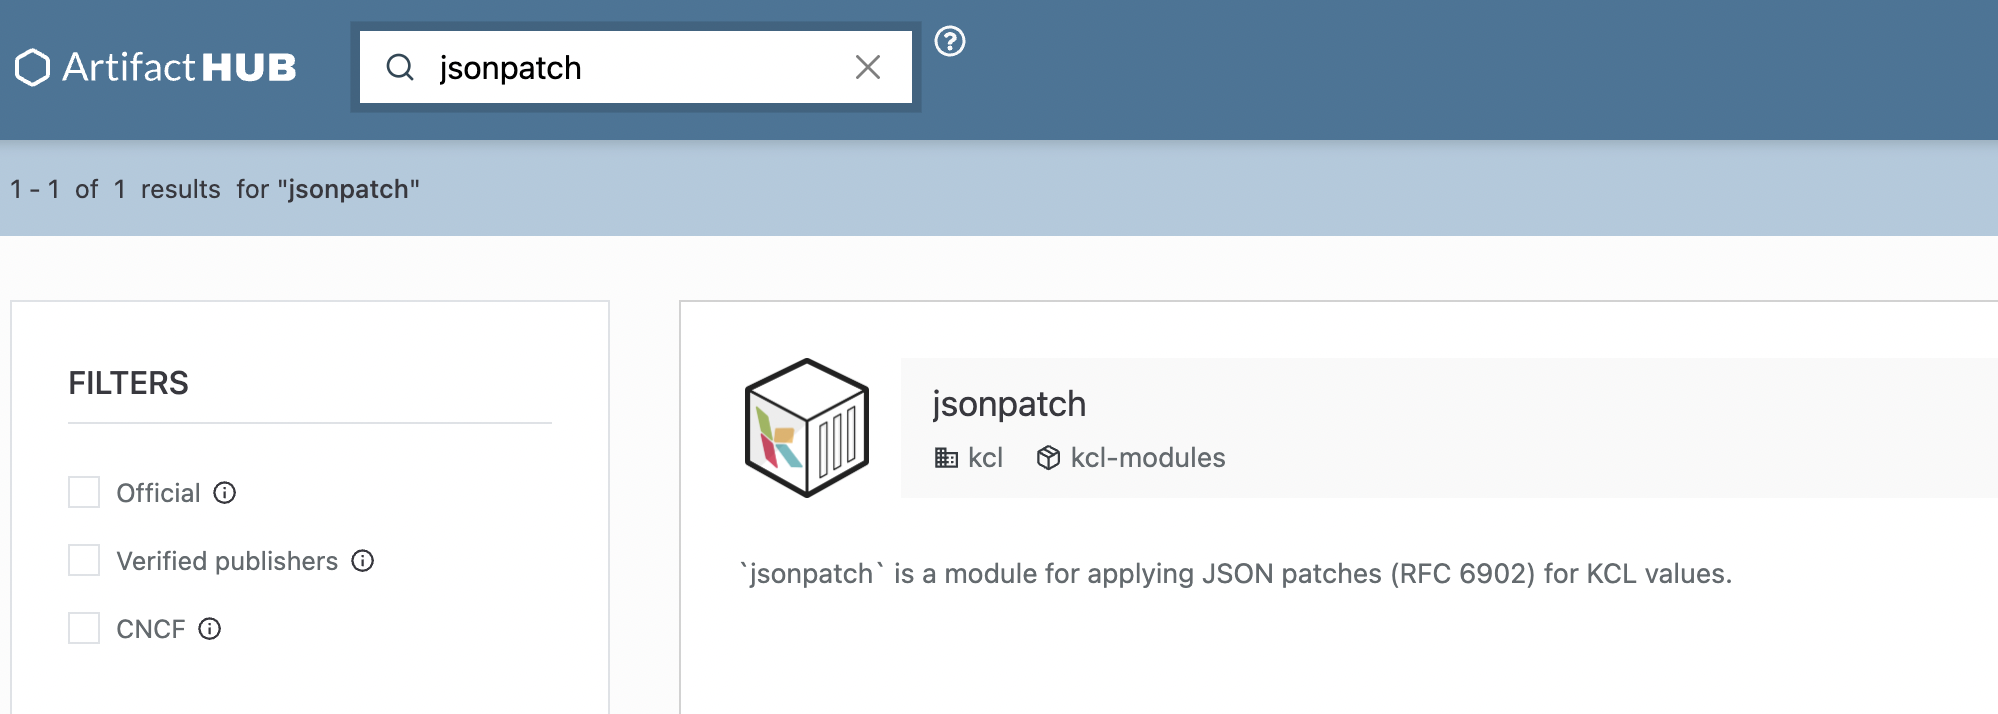 Artifact HUB
jsonpatch
1 - 1 of 1 results for "jsonpatch"
FILTERS
Official
Verified publishers
CNCF
jsonpatch
kcl kcl-modules
`jsonpatch` is a module for applying JSON patches (RFC 6902) for KCL values.